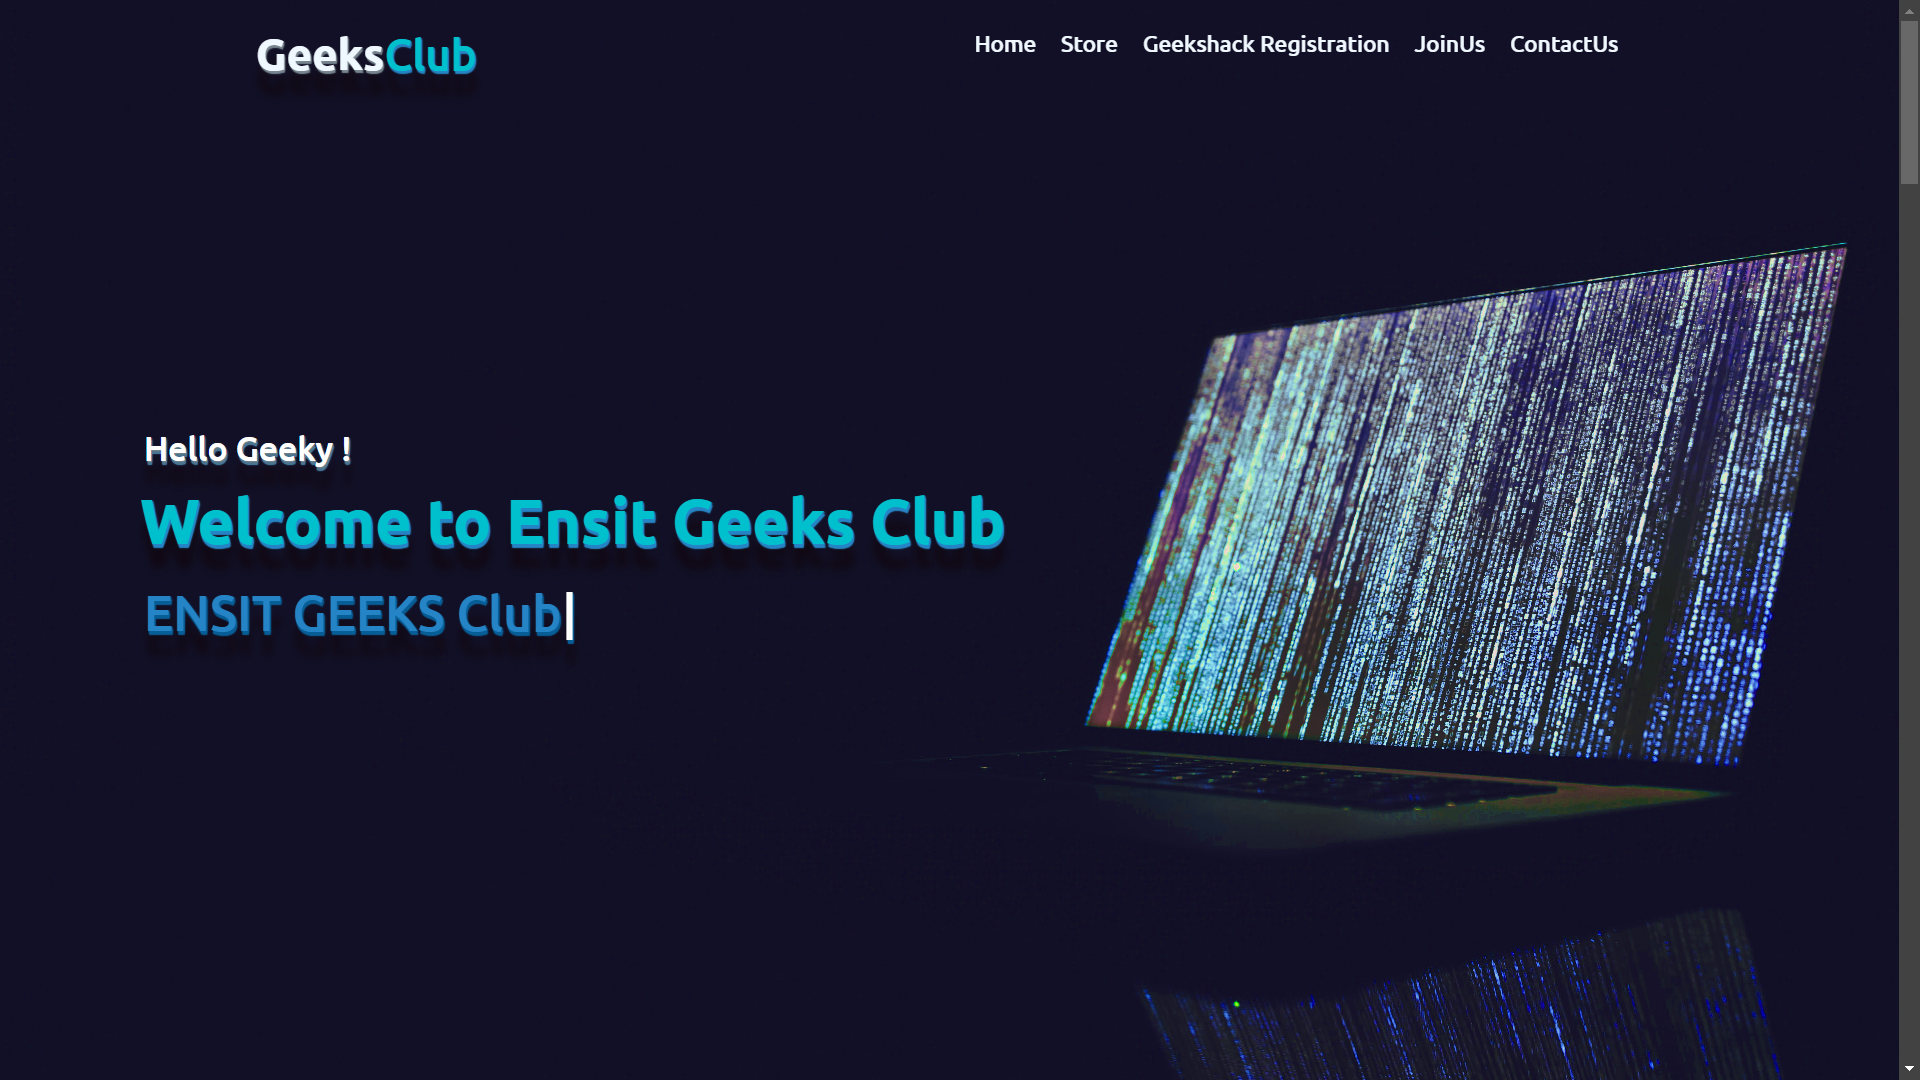 GeeksClub
Home Store Geekshack Registration JoinUs ContactUs
Hello Geeky !
Welcome to Ensit Geeks Club
ENSIT GEEKS Club|